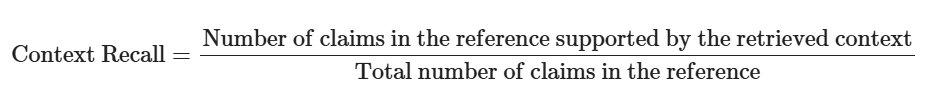 Context Recall = Number of claims in the reference supported by the retrieved context
Total number of claims in the reference